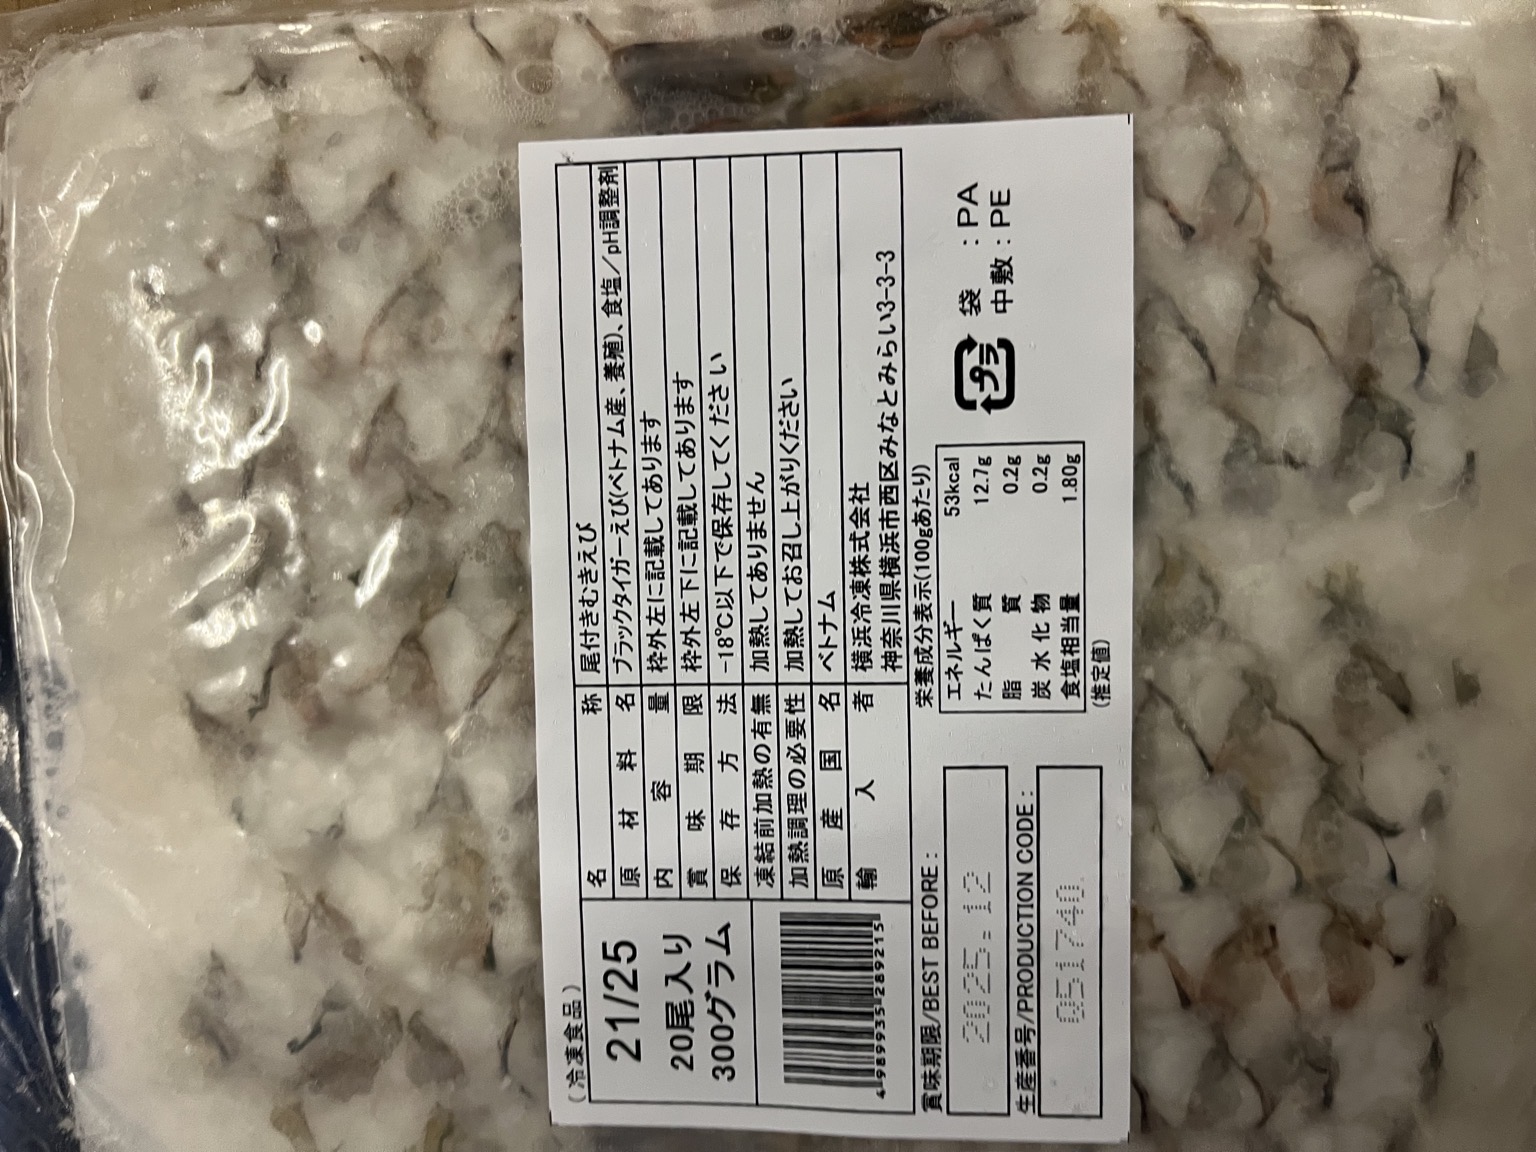 (冷凍食品)
21/25
20尾入り
300グラム
4 989935 289215
名称 尾付きむきえび
原材料名 ブラックタイガーえび(ベトナム産、養殖)、食塩/pH調整剤
内容量 枠外左に記載してあります
賞味期限 枠外左下に記載してあります
保存方法 -18℃以下で保存してください
凍結前加熱の有無 加熱してありません
加熱調理の必要性 加熱してお召し上がりください
原産国名 ベトナム
輸入者 横浜冷凍株式会社
神奈川県横浜市西区みなとみらい3-3-3
賞味期限/BEST BEFORE:
2025.12
生産番号/PRODUCTION CODE:
051740
栄養成分表示(100gあたり)
エネルギー 53kcal
たんぱく質 12.7g
脂質 0.2g
炭水化物 0.2g
食塩相当量 1.80g
(推定値)
プラ
袋 :PA
中敷:PE